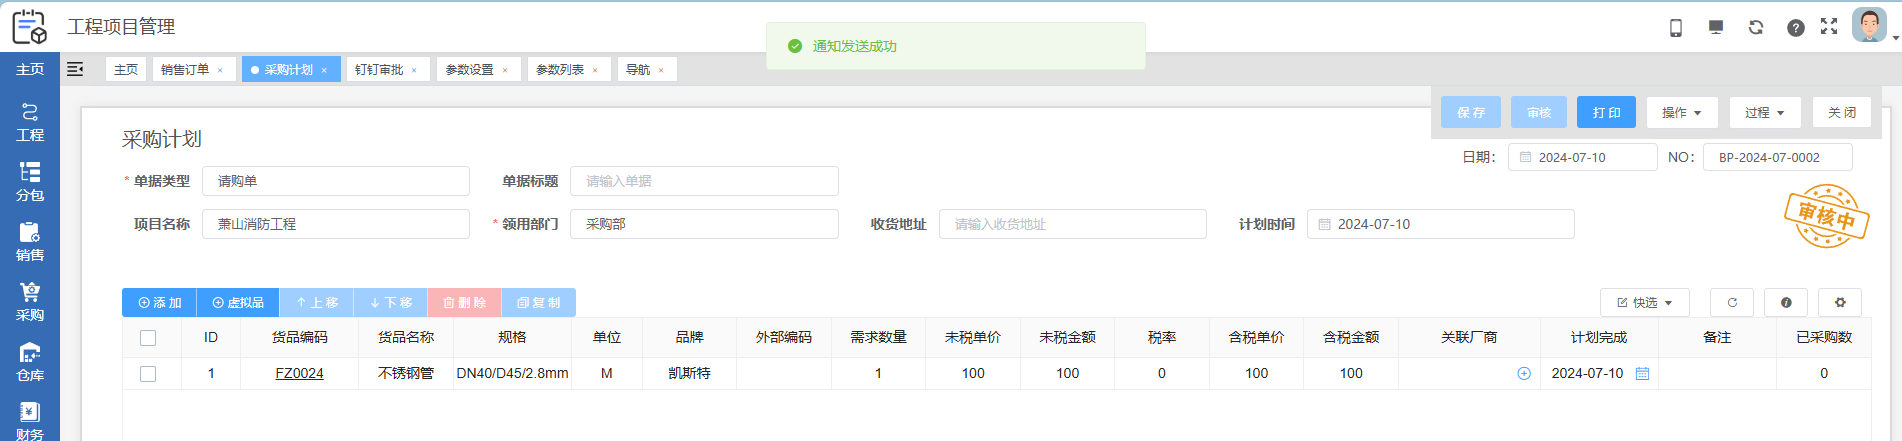 工程项目管理
通知发送成功
主页
主页 销售订单 × 采购计划 × 钉钉审批 × 参数设置 × 参数列表 × 导航 ×
保存 审核 打印 操作 过程 关闭
采购计划
日期： 2024-07-10 NO： BP-2024-07-0002
* 单据类型 请购单 单据标题 请输入单据
项目名称 萧山消防工程 * 领用部门 采购部 收货地址 请输入收货地址 计划时间 2024-07-10
审核中
工程
分包
销售
采购
仓库
财务
添加 虚拟品 上移 下移 删除 复制 快选
ID 货品编码 货品名称 规格 单位 品牌 外部编码 需求数量 未税单价 未税金额 税率 含税单价 含税金额 关联厂商 计划完成 备注 已采购数
1 FZ0024 不锈钢管 DN40/D45/2.8mm M 凯斯特 1 100 100 0 100 100 2024-07-10 0